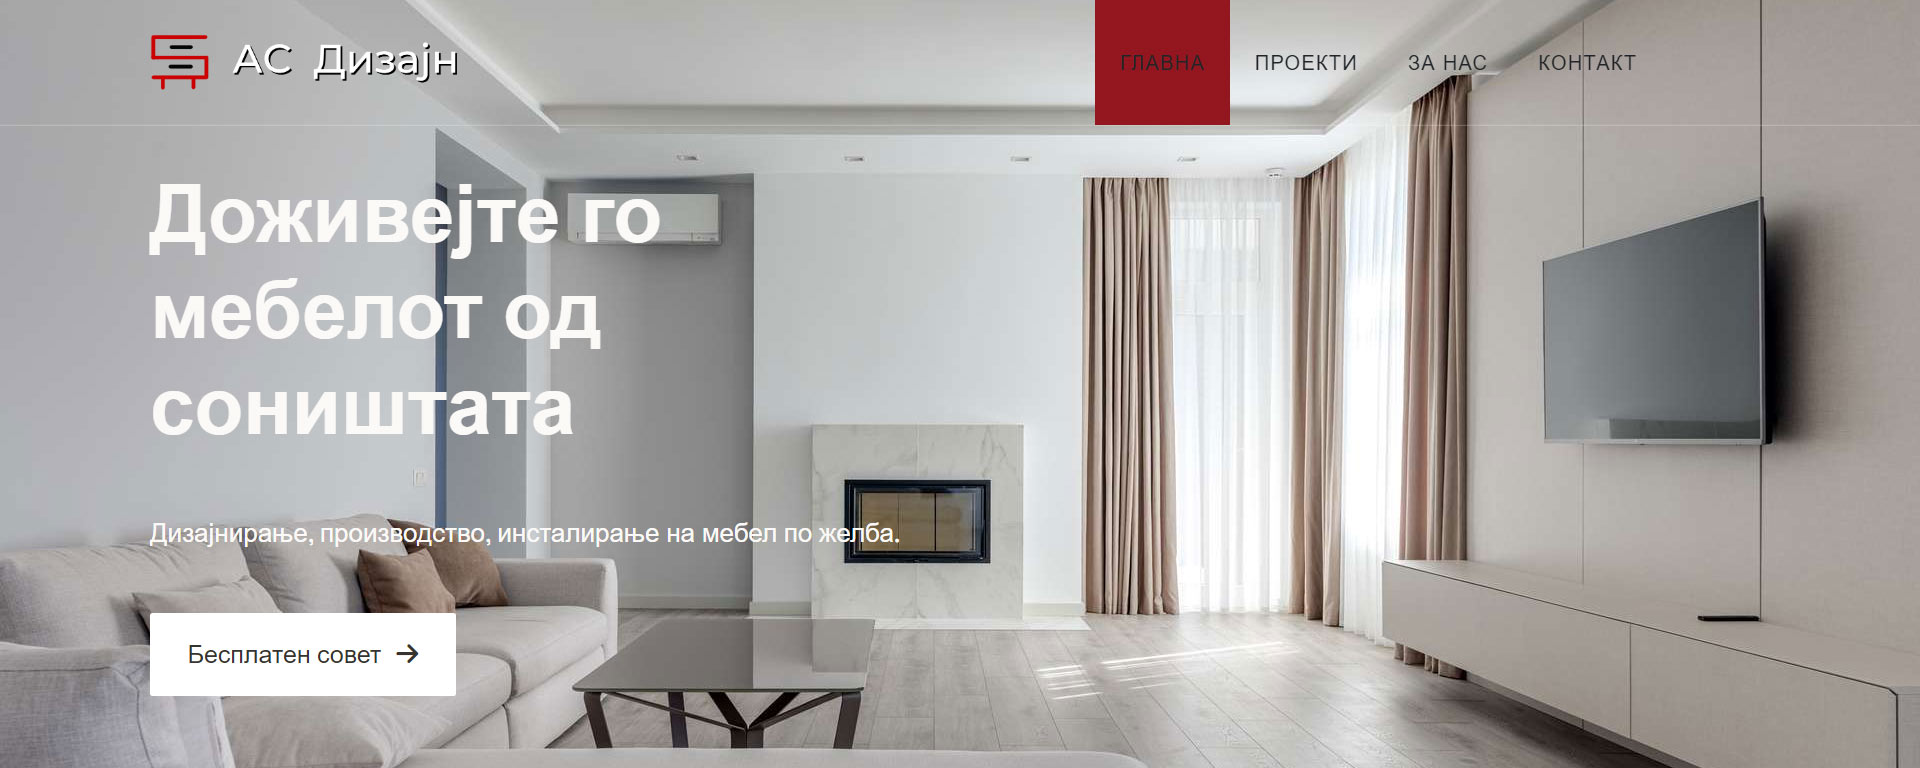 АС Дизајн
ГЛАВНА ПРОЕКТИ ЗА НАС КОНТАКТ
Доживејте го
мебелот од
соништата
Дизајнирање, производство, инсталирање на мебел по желба.
Бесплатен совет